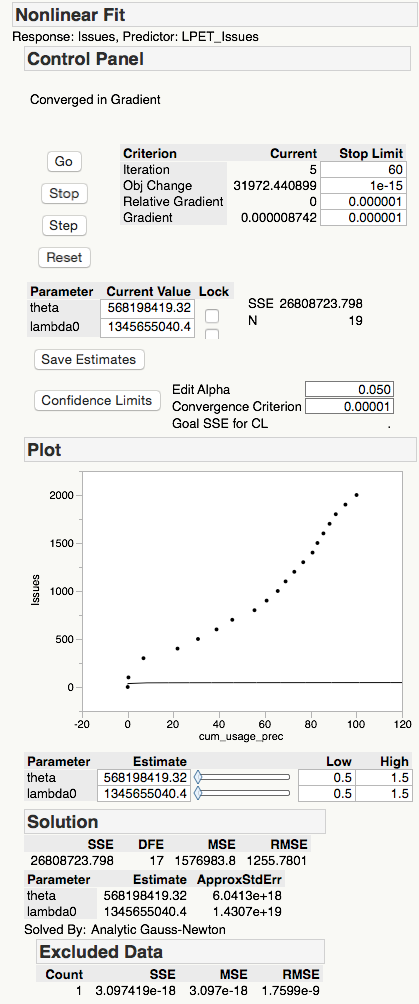 Nonlinear Fit
Response: Issues, Predictor: LPET_Issues
Control Panel
Converged in Gradient
Go
Stop
Step
Reset
Criterion Current Stop Limit
Iteration 5 60
Obj Change 31972.440899 1e-15
Relative Gradient 0 0.000001
Gradient 0.000008742 0.000001
Parameter Current Value Lock
theta 568198419.32
lambda0 1345655040.4
SSE 26808723.798
N 19
Save Estimates
Confidence Limits
Edit Alpha 0.050
Convergence Criterion 0.00001
Goal SSE for CL .
Plot
2000
1500
1000
500
0
Issues
-20 0 20 40 60 80 100 120
cum_usage_prec
Parameter Estimate Low High
theta 568198419.32 0.5 1.5
lambda0 1345655040.4 0.5 1.5
Solution
SSE DFE MSE RMSE
26808723.798 17 1576983.8 1255.7801
Parameter Estimate ApproxStdErr
theta 568198419.32 6.0413e+18
lambda0 1345655040.4 1.4307e+19
Solved By: Analytic Gauss-Newton
Excluded Data
Count SSE MSE RMSE
1 3.097419e-18 3.097e-18 1.7599e-9